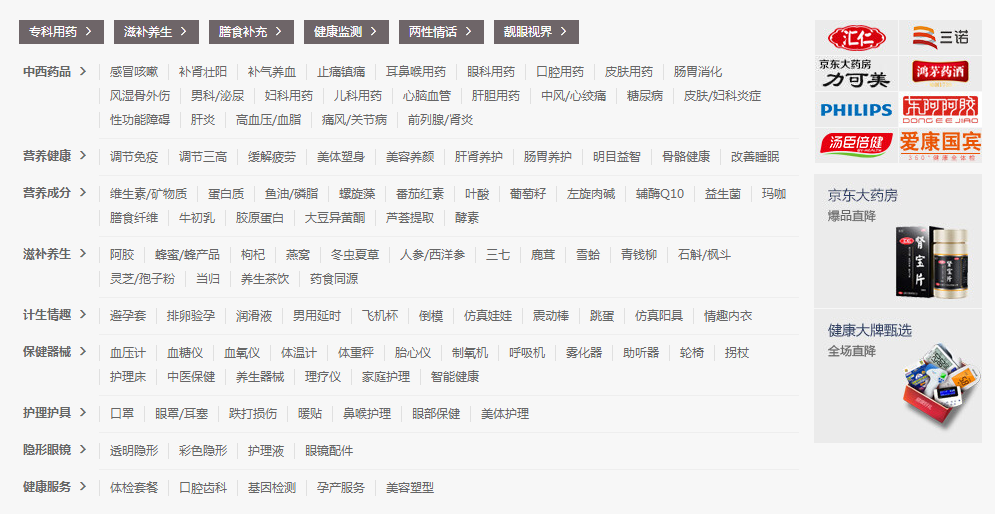 专科用药 > 滋补养生 > 膳食补充 > 健康监测 > 两性情话 > 靓眼视界 >
中西药品 > 感冒咳嗽 补肾壮阳 补气养血 止痛镇痛 耳鼻喉用药 眼科用药 口腔用药 皮肤用药 肠胃消化
风湿骨外伤 男科/泌尿 妇科用药 儿科用药 心脑血管 肝胆用药 中风/心绞痛 糖尿病 皮肤/妇科炎症
性功能障碍 肝炎 高血压/血脂 痛风/关节病 前列腺/肾炎
营养健康 > 调节免疫 调节三高 缓解疲劳 美体塑身 美容养颜 肝肾养护 肠胃养护 明目益智 骨骼健康 改善睡眠
营养成分 > 维生素/矿物质 蛋白质 鱼油/磷脂 螺旋藻 番茄红素 叶酸 葡萄籽 左旋肉碱 辅酶Q10 益生菌 玛咖
膳食纤维 牛初乳 胶原蛋白 大豆异黄酮 芦荟提取 酵素
滋补养生 > 阿胶 蜂蜜/蜂产品 枸杞 燕窝 冬虫夏草 人参/西洋参 三七 鹿茸 雪蛤 青钱柳 石斛/枫斗
灵芝/孢子粉 当归 养生茶饮 药食同源
计生情趣 > 避孕套 排卵验孕 润滑液 男用延时 飞机杯 倒模 仿真娃娃 震动棒 跳蛋 仿真阳具 情趣内衣
保健器械 > 血压计 血糖仪 血氧仪 体温计 体重秤 胎心仪 制氧机 呼吸机 雾化器 助听器 轮椅 拐杖
护理床 中医保健 养生器械 理疗仪 家庭护理 智能健康
护理护具 > 口罩 眼罩/耳塞 跌打损伤 暖贴 鼻喉护理 眼部保健 美体护理
隐形眼镜 > 透明隐形 彩色隐形 护理液 眼镜配件
健康服务 > 体检套餐 口腔齿科 基因检测 孕产服务 美容塑型
汇仁 三诺
京东大药房
力可美 鸿茅药酒
PHILIPS 东阿阿胶
DONG EE JIAO
汤臣倍健 爱康国宾
BY-HEALTH 360°健康全体检
京东大药房
爆品直降
肾宝片 肾宝片
健康大牌甄选
全场直降